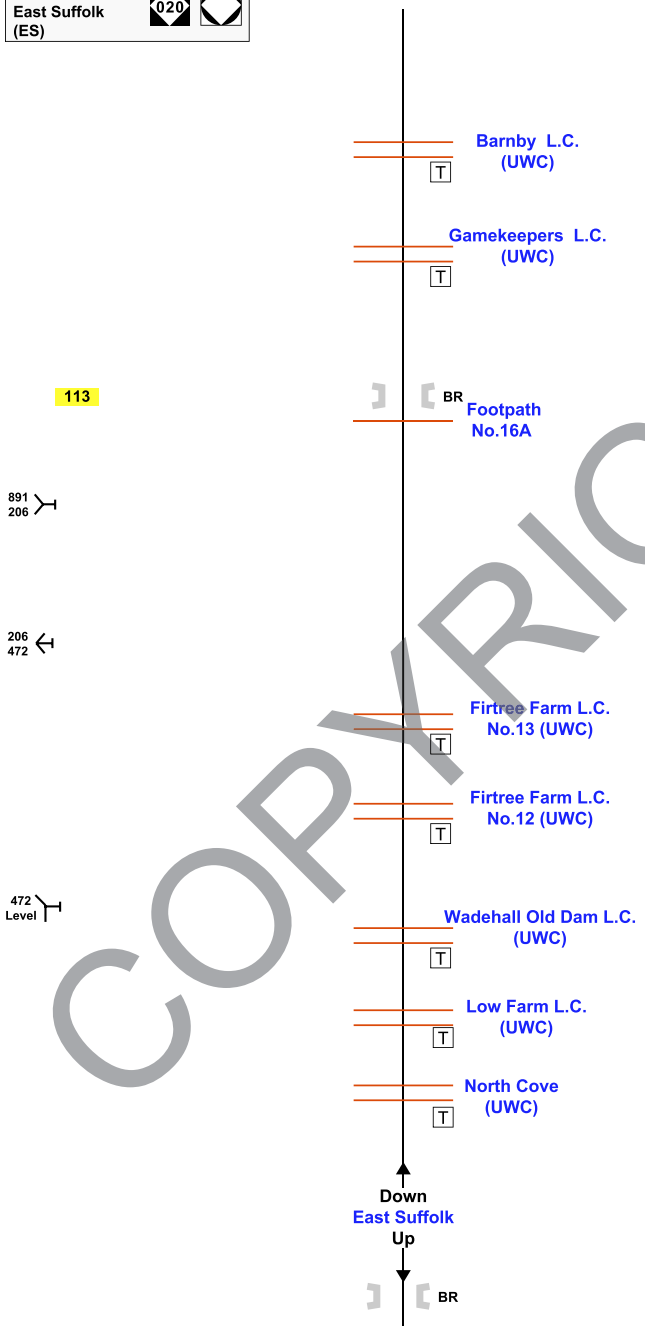 East Suffolk
(ES)
020
Barnby L.C.
(UWC)
T
Gamekeepers L.C.
(UWC)
T
113
BR
Footpath
No.16A
891
206
206
472
Firtree Farm L.C.
No.13 (UWC)
T
Firtree Farm L.C.
No.12 (UWC)
T
472
Level
Wadehall Old Dam L.C.
(UWC)
T
Low Farm L.C.
(UWC)
T
North Cove
(UWC)
T
Down
East Suffolk
Up
BR
COPYRIC